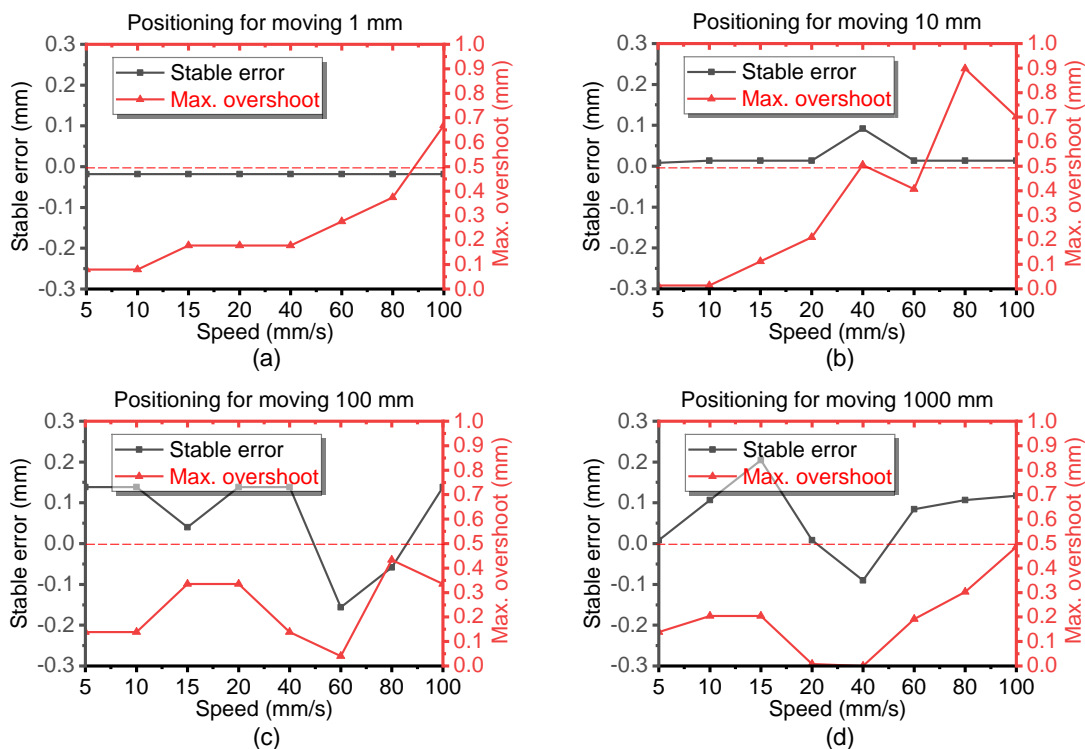 Positioning for moving 1 mm
Stable error
Max. overshoot
Stable error (mm)
0.3
0.2
0.1
0.0
-0.1
-0.2
-0.3
Max. overshoot (mm)
1.0
0.9
0.8
0.7
0.6
0.5
0.4
0.3
0.2
0.1
0.0
5 10 15 20 40 60 80 100
Speed (mm/s)
(a)
Positioning for moving 10 mm
Stable error
Max. overshoot
Stable error (mm)
0.3
0.2
0.1
0.0
-0.1
-0.2
-0.3
Max. overshoot (mm)
1.0
0.9
0.8
0.7
0.6
0.5
0.4
0.3
0.2
0.1
0.0
5 10 15 20 40 60 80 100
Speed (mm/s)
(b)
Positioning for moving 100 mm
Stable error
Max. overshoot
Stable error (mm)
0.3
0.2
0.1
0.0
-0.1
-0.2
-0.3
Max. overshoot (mm)
1.0
0.9
0.8
0.7
0.6
0.5
0.4
0.3
0.2
0.1
0.0
5 10 15 20 40 60 80 100
Speed (mm/s)
(c)
Positioning for moving 1000 mm
Stable error
Max. overshoot
Stable error (mm)
0.3
0.2
0.1
0.0
-0.1
-0.2
-0.3
Max. overshoot (mm)
1.0
0.9
0.8
0.7
0.6
0.5
0.4
0.3
0.2
0.1
0.0
5 10 15 20 40 60 80 100
Speed (mm/s)
(d)